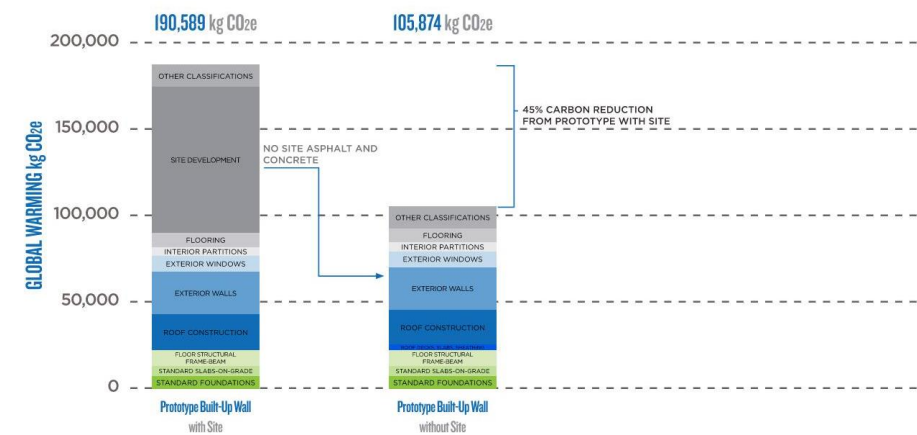 190,589 kg CO2e
105,874 kg CO2e
GLOBAL WARMING kg CO2e
200,000
150,000
100,000
50,000
0
OTHER CLASSIFICATIONS
SITE DEVELOPMENT
FLOORING
INTERIOR PARTITIONS
EXTERIOR WINDOWS
EXTERIOR WALLS
ROOF CONSTRUCTION
FLOOR STRUCTURAL
FRAME-BEAM
STANDARD SLABS-ON-GRADE
STANDARD FOUNDATIONS
Prototype Built-Up Wall
with Site
NO SITE ASPHALT AND
CONCRETE
OTHER CLASSIFICATIONS
FLOORING
INTERIOR PARTITIONS
EXTERIOR WINDOWS
EXTERIOR WALLS
ROOF CONSTRUCTION
FLOOR STRUCTURAL
FRAME-BEAM
STANDARD SLABS-ON-GRADE
STANDARD FOUNDATIONS
Prototype Built-Up Wall
without Site
45% CARBON REDUCTION
FROM PROTOTYPE WITH SITE